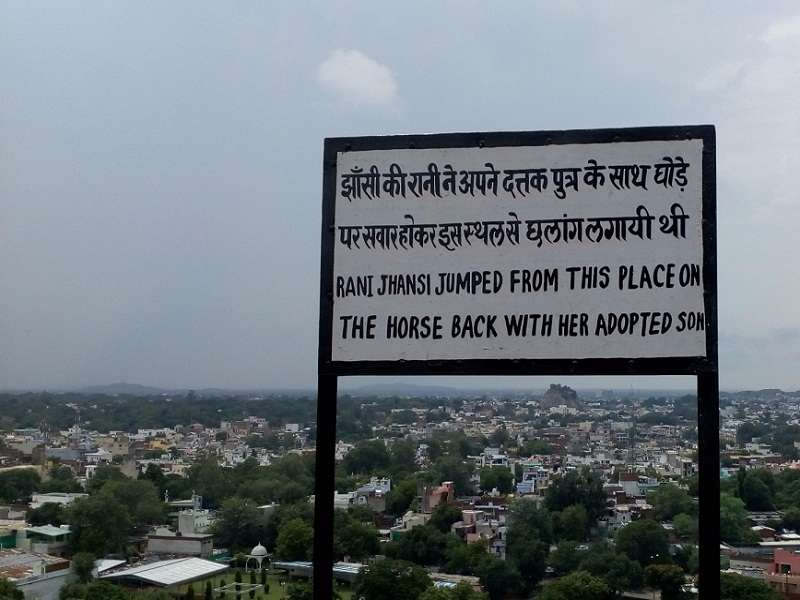 झाँसी की रानी ने अपने दत्तक पुत्र के साथ घोड़े
पर सवार होकर इस स्थल से छलांग लगायी थी
RANI JHANSI JUMPED FROM THIS PLACE ON
THE HORSE BACK WITH HER ADOPTED SON